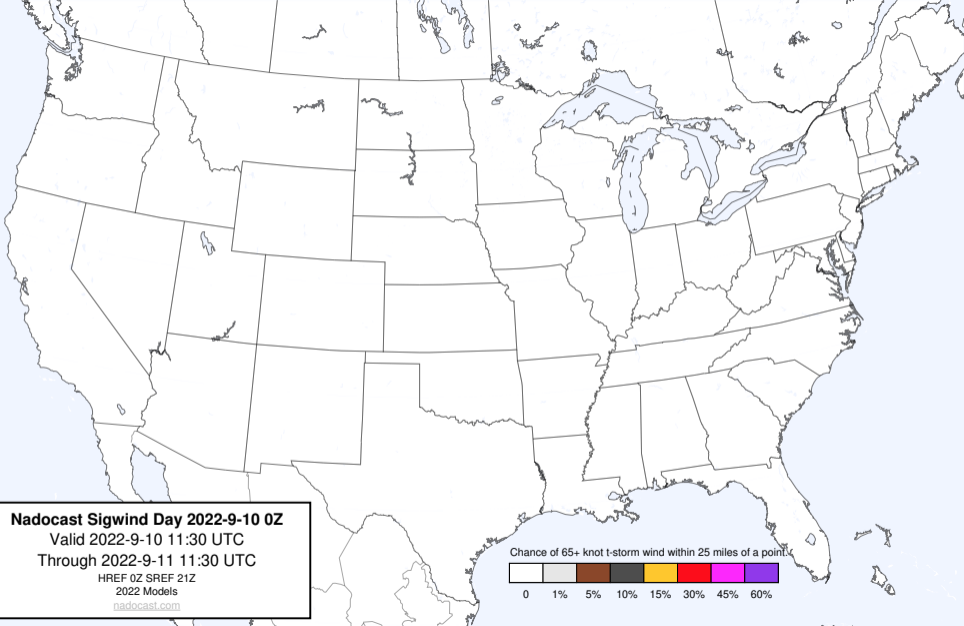 Nadocast Sigwind Day 2022-9-10 0Z
Valid 2022-9-10 11:30 UTC
Through 2022-9-11 11:30 UTC
HREF 0Z SREF 21Z
2022 Models
nadocast.com
Chance of 65+ knot t-storm wind within 25 miles of a point.
0 1% 5% 10% 15% 30% 45% 60%